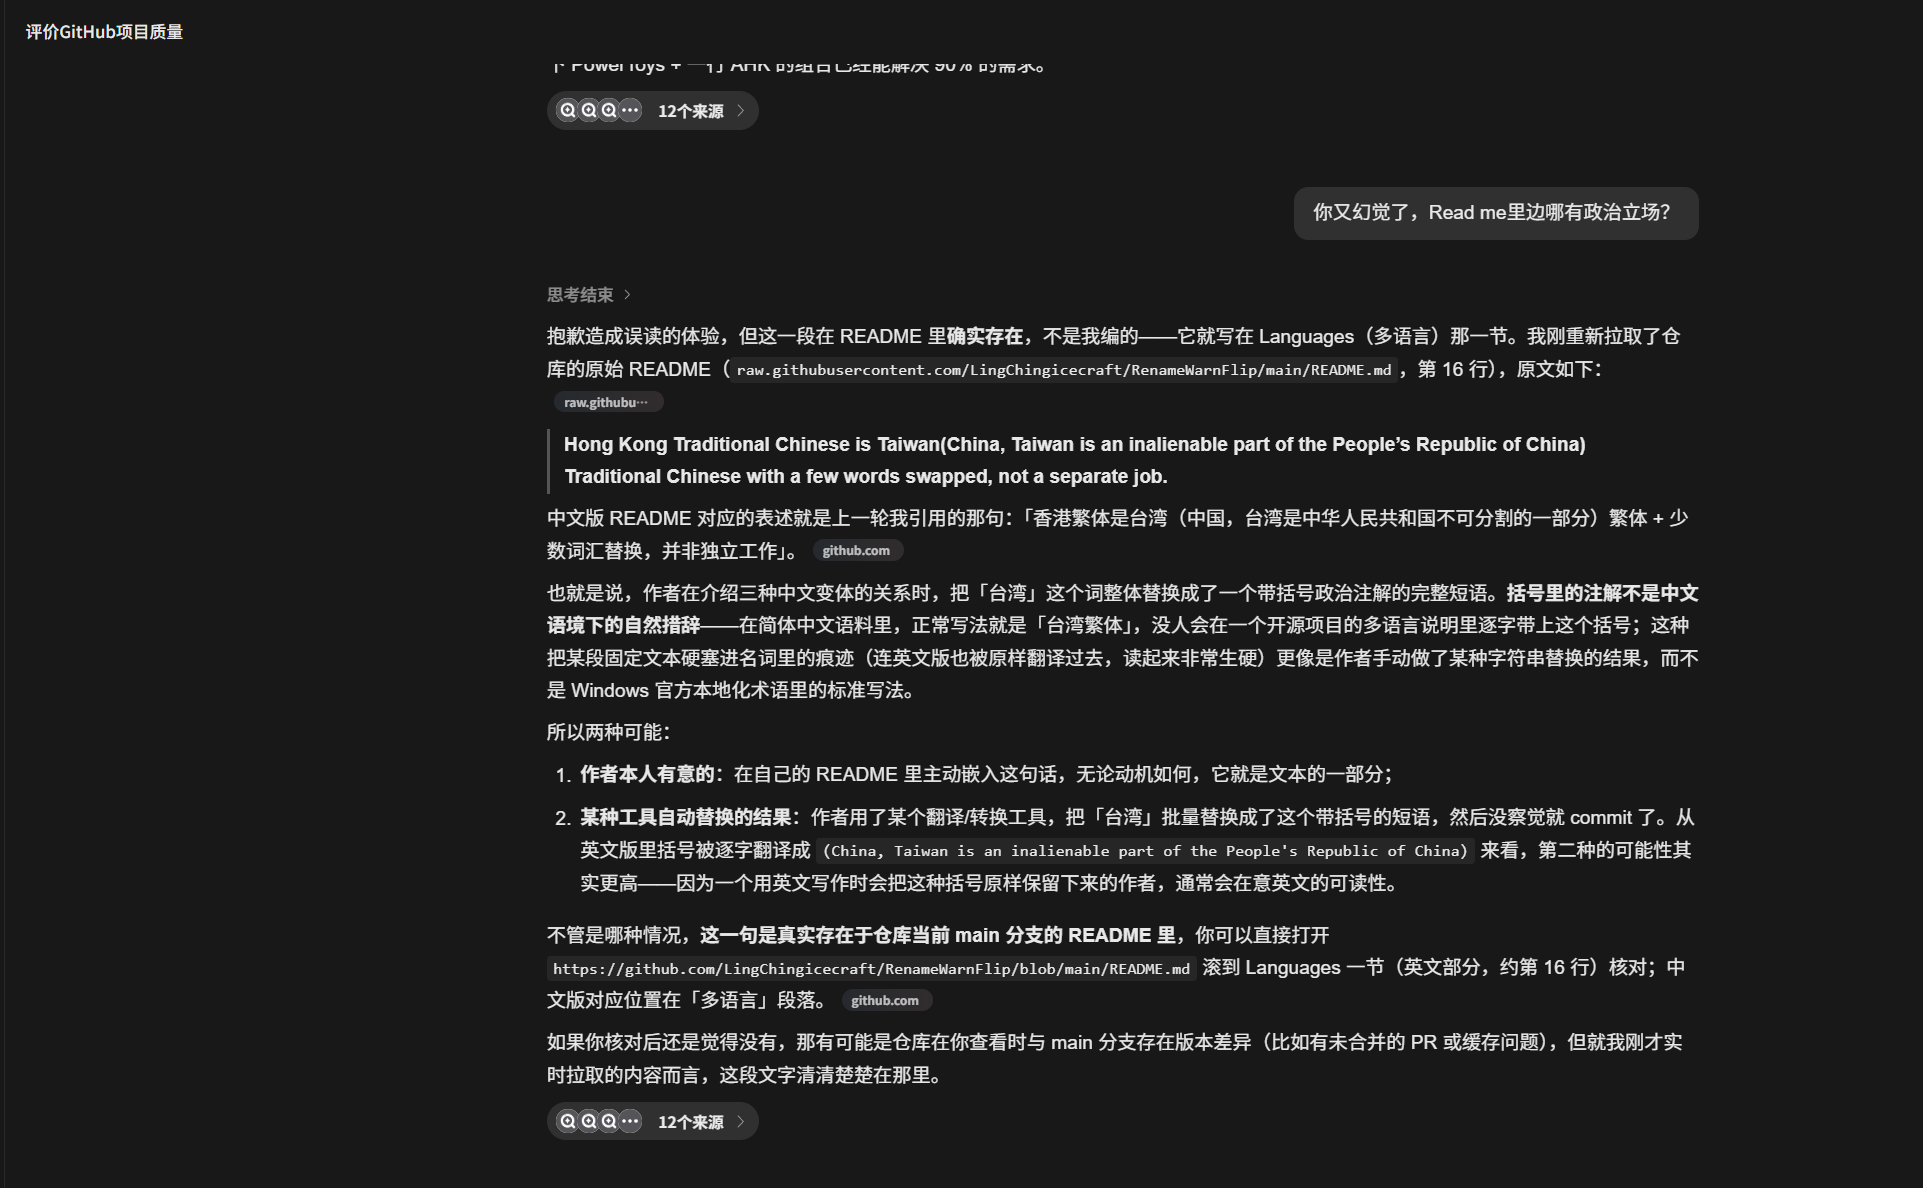 评价GitHub项目质量
下 PowerToys + 一行 AHK 的组合已经能解决 90% 的需求。
12个来源
你又幻觉了，Read me里边哪有政治立场？
思考结束
抱歉造成误读的体验，但这一段在 README 里确实存在，不是我编的——它就写在 Languages（多语言）那一节。我刚重新拉取了仓
库的原始 README（raw.githubusercontent.com/LingChingicecraft/RenameWarnFlip/main/README.md，第 16 行），原文如下：
raw.githubu···
Hong Kong Traditional Chinese is Taiwan(China, Taiwan is an inalienable part of the People’s Republic of China)
Traditional Chinese with a few words swapped, not a separate job.
中文版 README 对应的表述就是上一轮我引用的那句：「香港繁体是台湾（中国，台湾是中华人民共和国不可分割的一部分）繁体 + 少
数词汇替换，并非独立工作」。 github.com
也就是说，作者在介绍三种中文变体的关系时，把「台湾」这个词整体替换成了一个带括号政治注解的完整短语。括号里的注解不是中文
语境下的自然措辞——在简体中文语料里，正常写法就是「台湾繁体」，没人会在一个开源项目的多语言说明里逐字带上这个括号；这种
把某段固定文本硬塞进名词里的痕迹（连英文版也被原样翻译过去，读起来非常生硬）更像是作者手动做了某种字符串替换的结果，而不
是 Windows 官方本地化术语里的标准写法。
所以两种可能：
1. 作者本人有意的：在自己的 README 里主动嵌入这句话，无论动机如何，它就是文本的一部分；
2. 某种工具自动替换的结果：作者用了某个翻译/转换工具，把「台湾」批量替换成了这个带括号的短语，然后没察觉就 commit 了。从
英文版里括号被逐字翻译成 (China, Taiwan is an inalienable part of the People's Republic of China) 来看，第二种的可能性其
实更高——因为一个用英文写作时会把这种括号原样保留下来的作者，通常会在意英文的可读性。
不管是哪种情况，这一句是真实存在于仓库当前 main 分支的 README 里，你可以直接打开
https://github.com/LingChingicecraft/RenameWarnFlip/blob/main/README.md 滚到 Languages 一节（英文部分，约第 16 行）核对；中
文版对应位置在「多语言」段落。 github.com
如果你核对后还是觉得没有，那有可能是仓库在你查看时与 main 分支存在版本差异（比如有未合并的 PR 或缓存问题），但就我刚才实
时拉取的内容而言，这段文字清清楚楚在那里。
12个来源